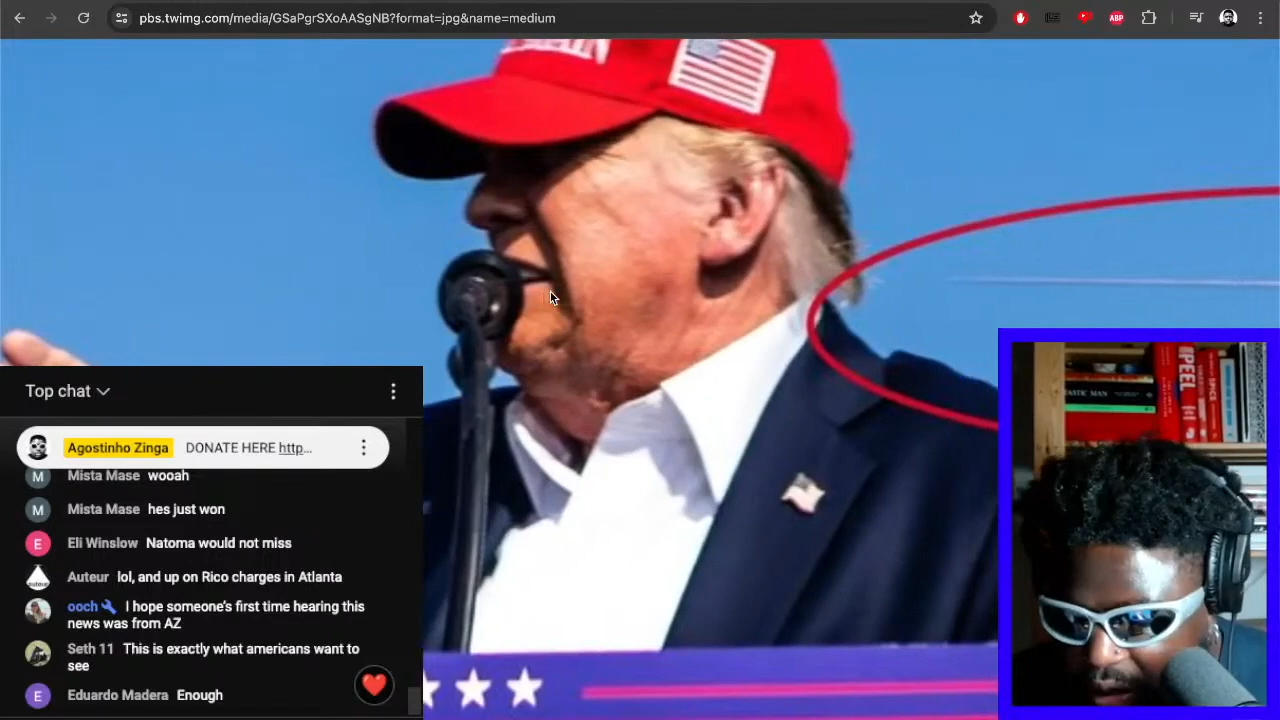 pbs.twimg.com/media/GSaPgrSXoAASgNB?format=jpg&name=medium
ABP
Top chat
Agostinho Zinga DONATE HERE http...
M Mista Mase wooah
M Mista Mase hes just won
E Eli Winslow Natoma would not miss
Auteur lol, and up on Rico charges in Atlanta
ooch I hope someone's first time hearing this
news was from AZ
Seth 11 This is exactly what americans want to
see
E Eduardo Madera Enough
PEEL
SPICE